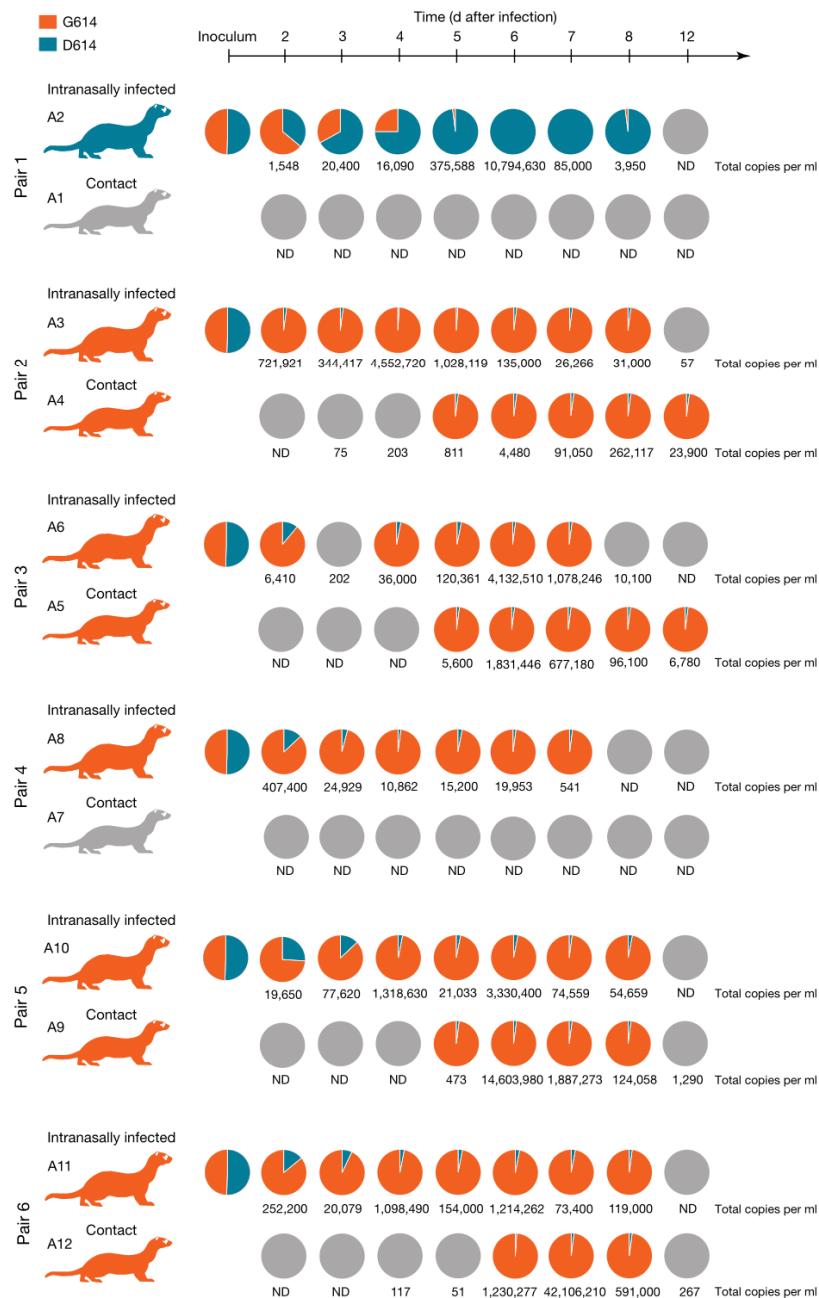 G614
D614
Time (d after infection)
Inoculum 2 3 4 5 6 7 8 12
Pair 1
Intranasally infected
A2
1,548 20,400 16,090 375,588 10,794,630 85,000 3,950 ND Total copies per ml
Contact
A1
ND ND ND ND ND ND ND ND
Pair 2
Intranasally infected
A3
721,921 344,417 4,552,720 1,028,119 135,000 26,266 31,000 57 Total copies per ml
Contact
A4
ND 75 203 811 4,480 91,050 262,117 23,900 Total copies per ml
Pair 3
Intranasally infected
A6
6,410 202 36,000 120,361 4,132,510 1,078,246 10,100 ND Total copies per ml
Contact
A5
ND ND ND 5,600 1,831,446 677,180 96,100 6,780 Total copies per ml
Pair 4
Intranasally infected
A8
407,400 24,929 10,862 15,200 19,953 541 ND ND Total copies per ml
Contact
A7
ND ND ND ND ND ND ND ND
Pair 5
Intranasally infected
A10
19,650 77,620 1,318,630 21,033 3,330,400 74,559 54,659 ND Total copies per ml
Contact
A9
ND ND ND 473 14,603,980 1,887,273 124,058 1,290 Total copies per ml
Pair 6
Intranasally infected
A11
252,200 20,079 1,098,490 154,000 1,214,262 73,400 119,000 ND Total copies per ml
Contact
A12
ND ND 117 51 1,230,277 42,106,210 591,000 267 Total copies per ml